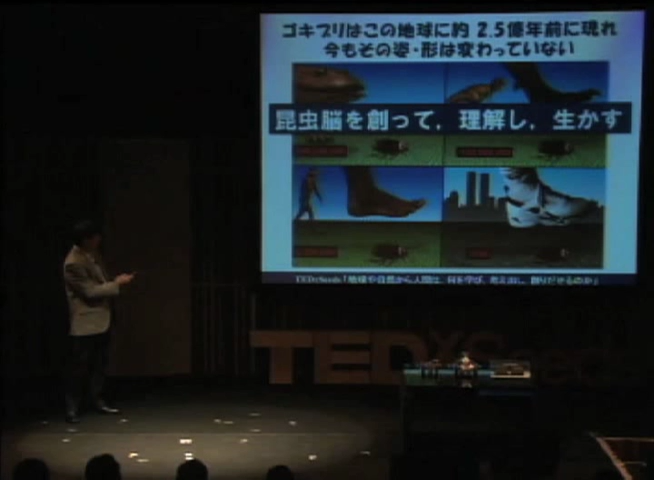 ゴキブリはこの地球に約 2.5億年前に現れ
今もその姿・形は変わっていない
昆虫脳を創って，理解し，生かす
TEDxSeeds「地球や自然から人間は、何を学び、考え出し、創りだせるのか」
TEDxSeeds